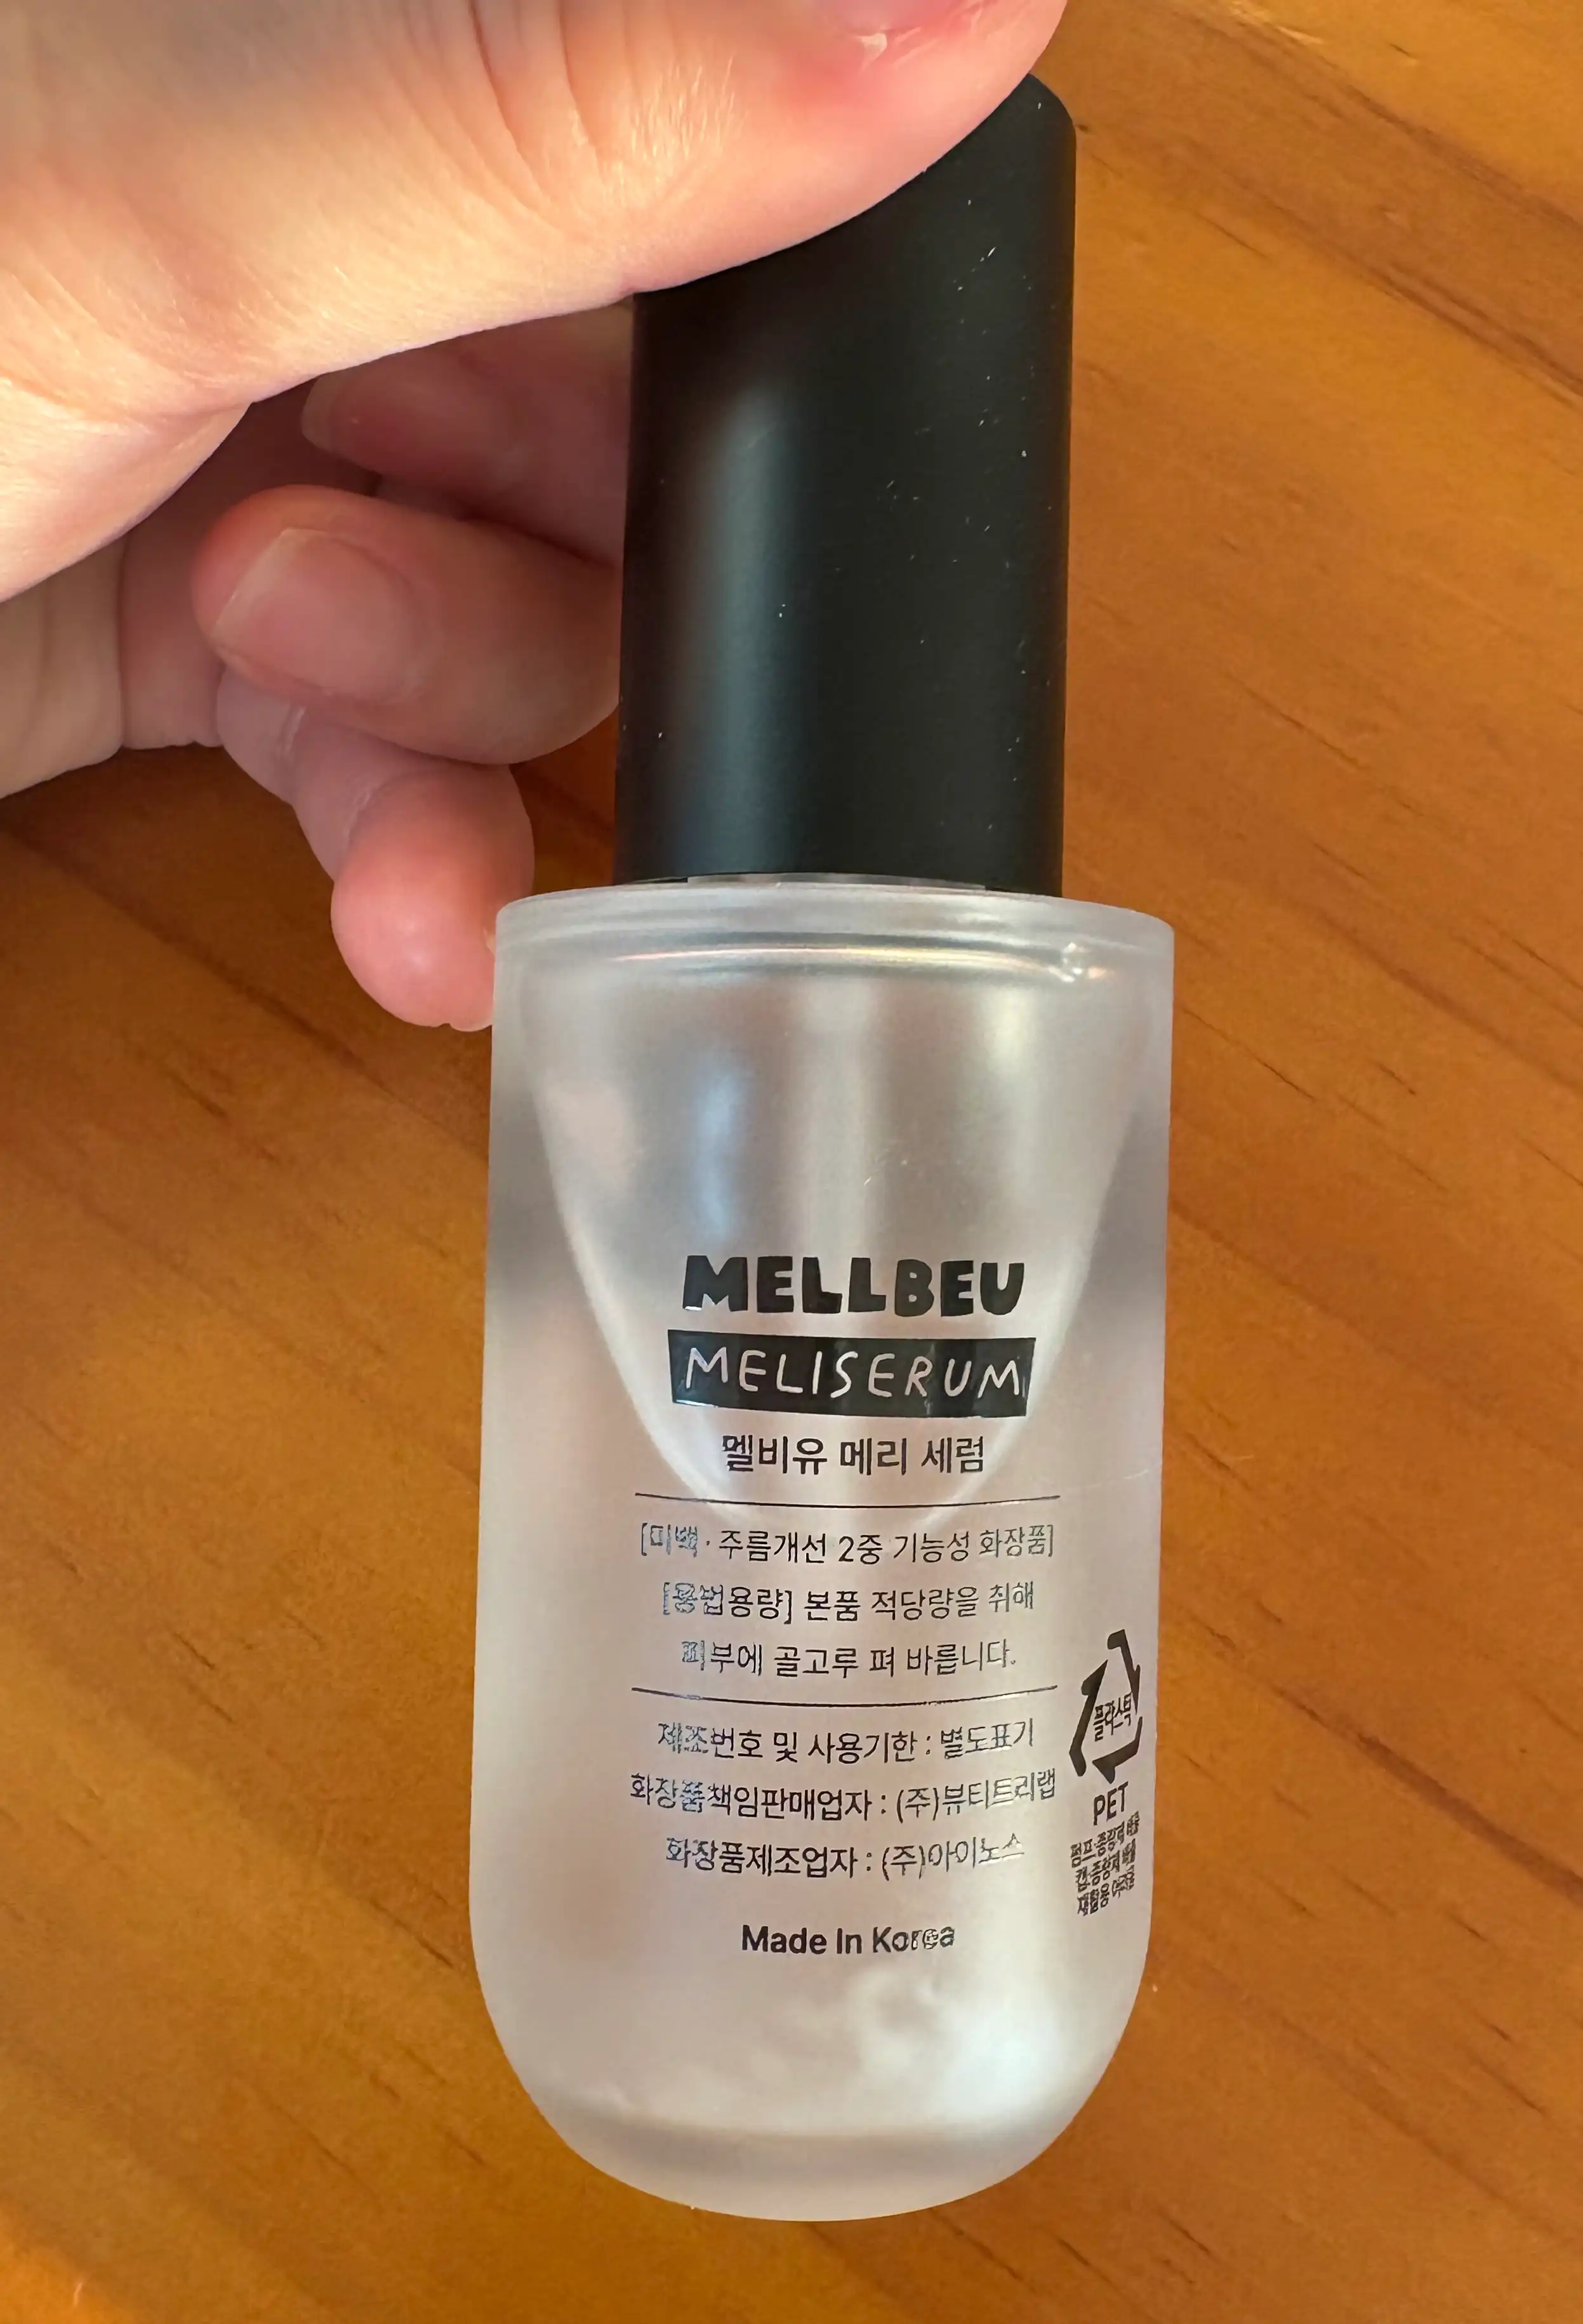 MELLBEU
MELISERUM
멜비유 메리 세럼
[미백· 주름개선 2중 기능성 화장품]
[용법용량] 본품 적당량을 취해
피부에 골고루 펴 바릅니다.
제조번호 및 사용기한 : 별도표기
화장품책임판매업자 : (주)뷰티트리랩
화장품제조업자 : (주)아이노스
Made In Korea
플라스틱
PET